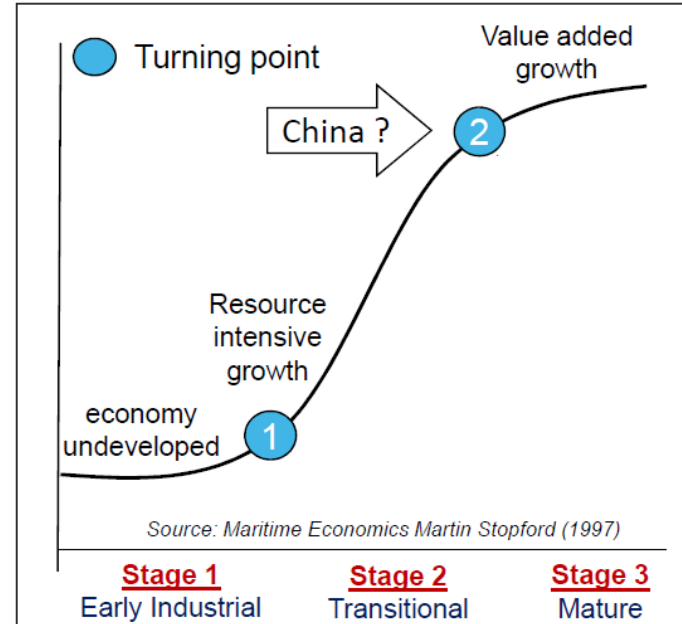 Turning point
Value added
growth
China ?
2
Resource
intensive
growth
economy
undeveloped
1
Source: Maritime Economics Martin Stopford (1997)
Stage 1
Early Industrial
Stage 2
Transitional
Stage 3
Mature